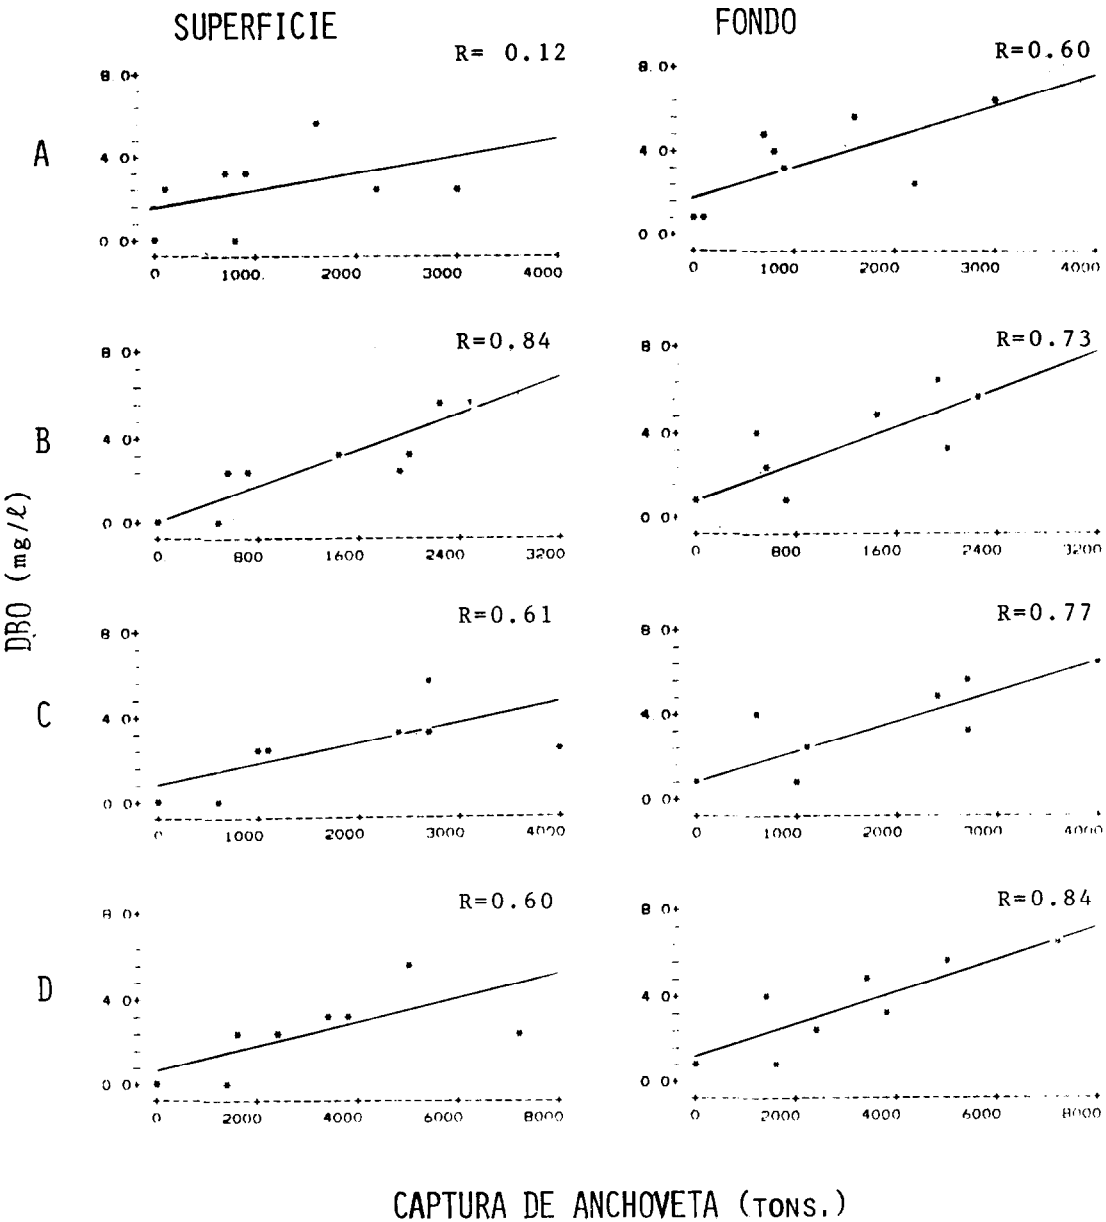 SUPERFICIE
FONDO
R= 0.12
R=0.60
A
8 0+
4 0+
0 0+
0 1000 2000 3000 4000
8 0+
4 0+
0 0+
0 1000 2000 3000 4000
R=0.84
R=0.73
B
8 0+
4 0+
0 0+
0 800 1600 2400 3200
8 0+
4 0+
0 0+
0 800 1600 2400 3200
DBO (mg/ℓ)
R=0.61
R=0.77
C
8 0+
4 0+
0 0+
0 1000 2000 3000 4000
8 0+
4 0+
0 0+
0 1000 2000 3000 4000
R=0.60
R=0.84
D
8 0+
4 0+
0 0+
0 2000 4000 6000 8000
8 0+
4 0+
0 0+
0 2000 4000 6000 8000
CAPTURA DE ANCHOVETA (TONS.)